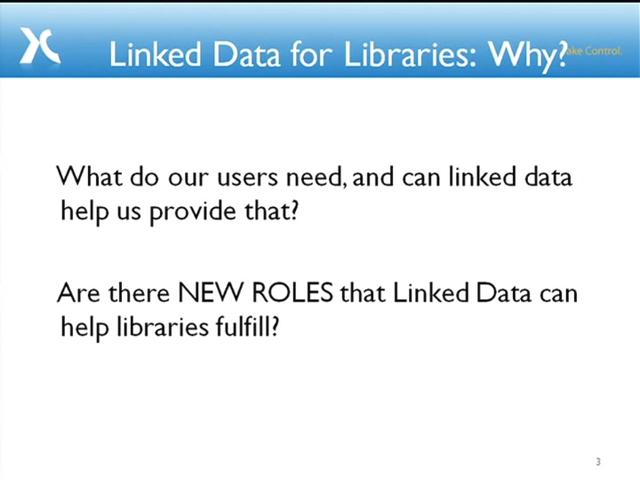 Linked Data for Libraries: Why?
ake Control.
What do our users need, and can linked data
help us provide that?
Are there NEW ROLES that Linked Data can
help libraries fulfill?
3